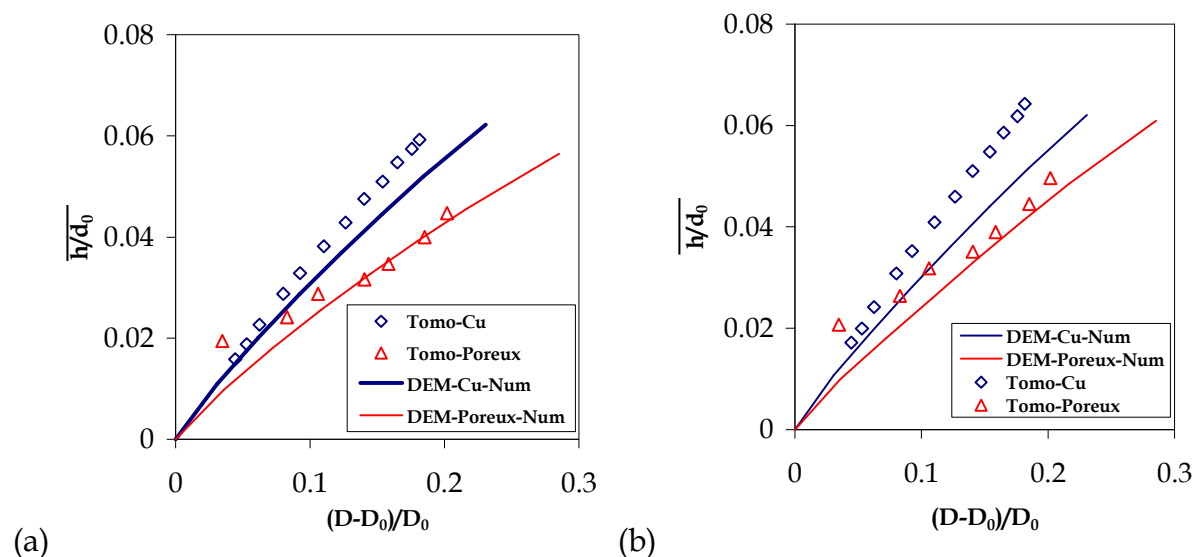 0.08
0.06
0.04
0.02
0
h/d₀
0
0.1
0.2
0.3
(D-D₀)/D₀
Tomo-Cu
Tomo-Poreux
DEM-Cu-Num
DEM-Poreux-Num
(a)
0.08
0.06
0.04
0.02
0
h/d₀
0
0.1
0.2
0.3
(D-D₀)/D₀
DEM-Cu-Num
DEM-Poreux-Num
Tomo-Cu
Tomo-Poreux
(b)